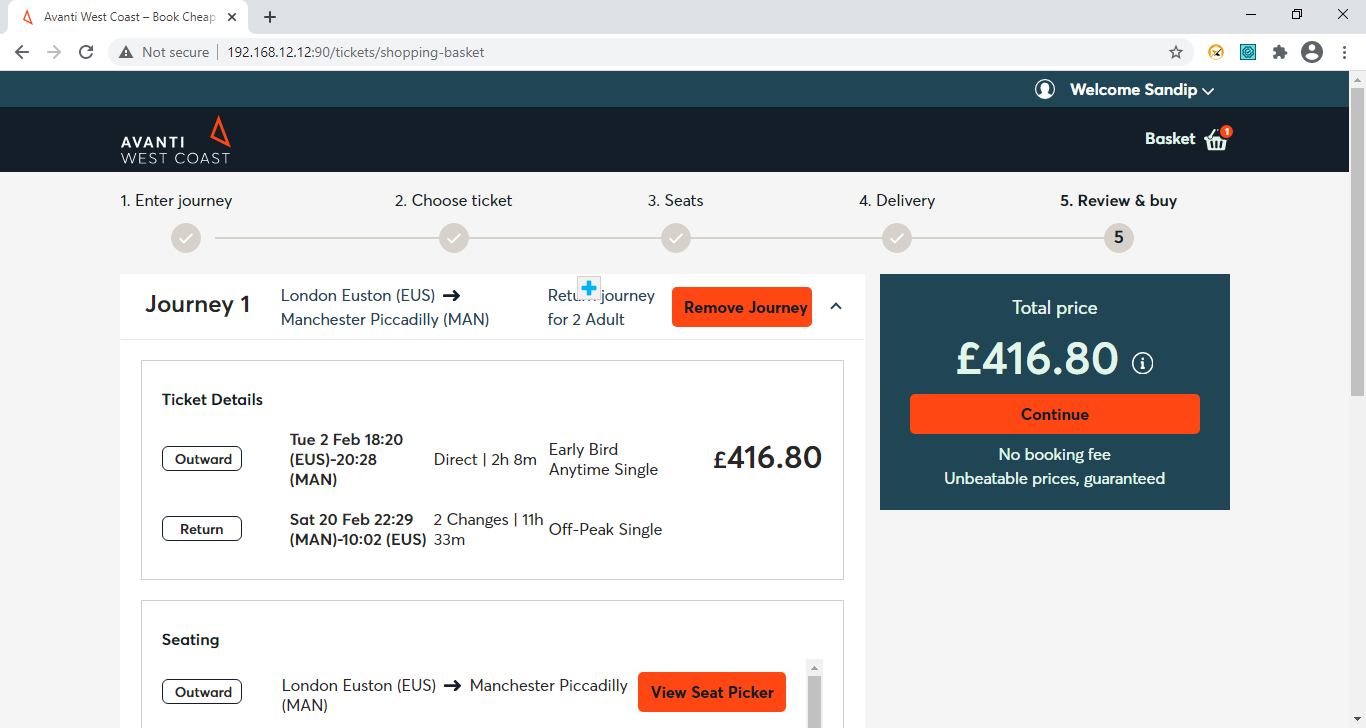 Avanti West Coast – Book Cheap
Not secure
192.168.12.12:90/tickets/shopping-basket
Welcome Sandip
AVANTI
WEST COAST
Basket
1
1. Enter journey
2. Choose ticket
3. Seats
4. Delivery
5. Review & buy
5
Journey 1
London Euston (EUS) →
Manchester Piccadilly (MAN)
journey
for 2 Adult
Remove Journey
Total price
£416.80
Continue
No booking fee
Unbeatable prices, guaranteed
Ticket Details
Outward
Tue 2 Feb 18:20
(EUS)-20:28
(MAN)
Direct | 2h 8m
Early Bird
Anytime Single
£416.80
Return
Sat 20 Feb 22:29
(MAN)-10:02 (EUS)
2 Changes | 11h
33m
Off-Peak Single
Seating
Outward
London Euston (EUS) → Manchester Piccadilly
(MAN)
View Seat Picker